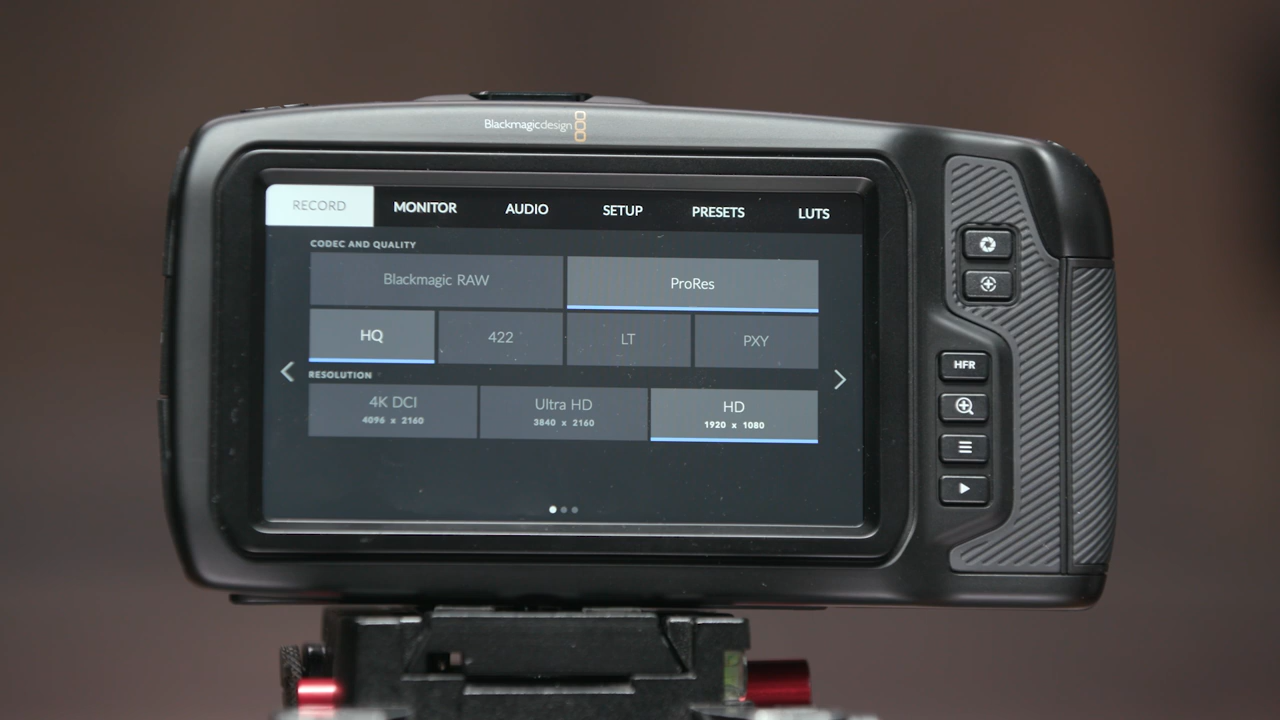 Blackmagicdesign
RECORD MONITOR AUDIO SETUP PRESETS LUTS
CODEC AND QUALITY
Blackmagic RAW ProRes
HQ 422 LT PXY
RESOLUTION
4K DCI Ultra HD HD
4096 x 2160 3840 x 2160 1920 x 1080
HFR